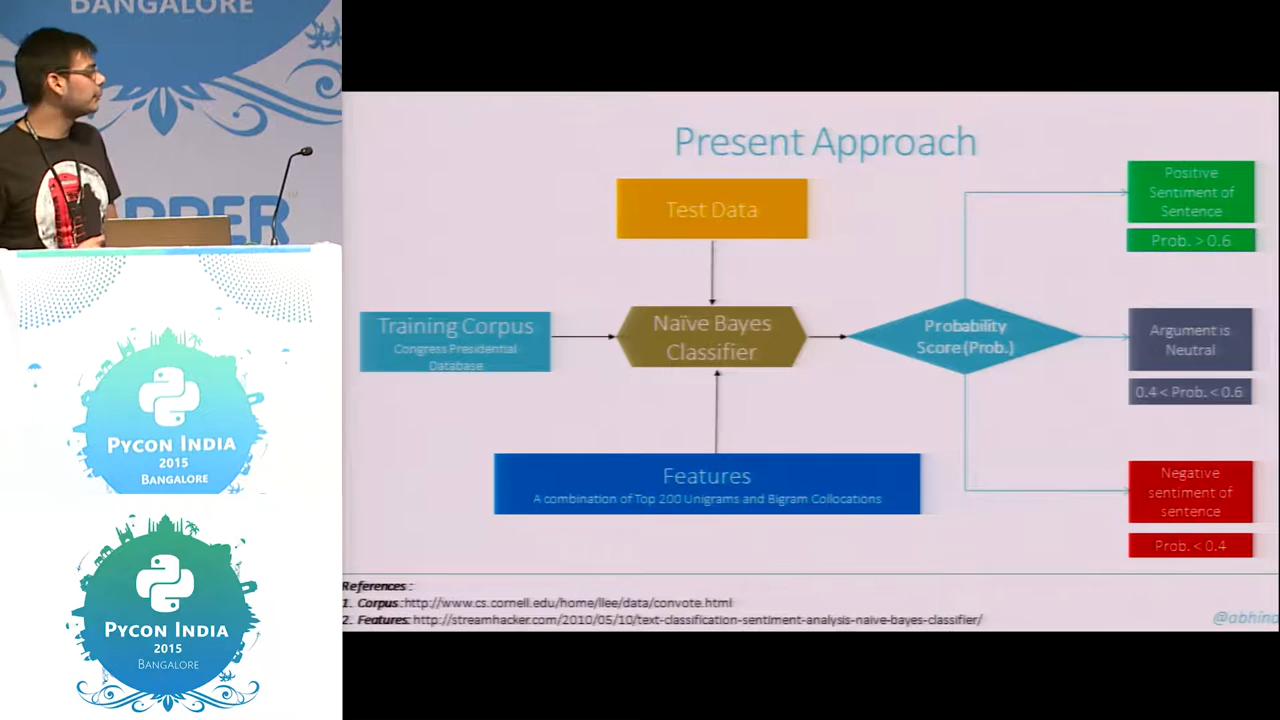 BANGALORE
PYCON INDIA
2015
BANGALORE
PYCON INDIA
2015
BANGALORE
Present Approach
Test Data
Training Corpus
Congress Presidential
Database
Naïve Bayes
Classifier
Features
A combination of Top 200 Unigrams and Bigram Collocations
Probability
Score (Prob.)
Positive
Sentiment of
Sentence
Prob. > 0.6
Argument is
Neutral
0.4 < Prob. < 0.6
Negative
sentiment of
sentence
Prob. < 0.4
References :
1. Corpus :http://www.cs.cornell.edu/home/llee/data/convote.html
2. Features: http://streamhacker.com/2010/05/10/text-classification-sentiment-analysis-naive-bayes-classifier/